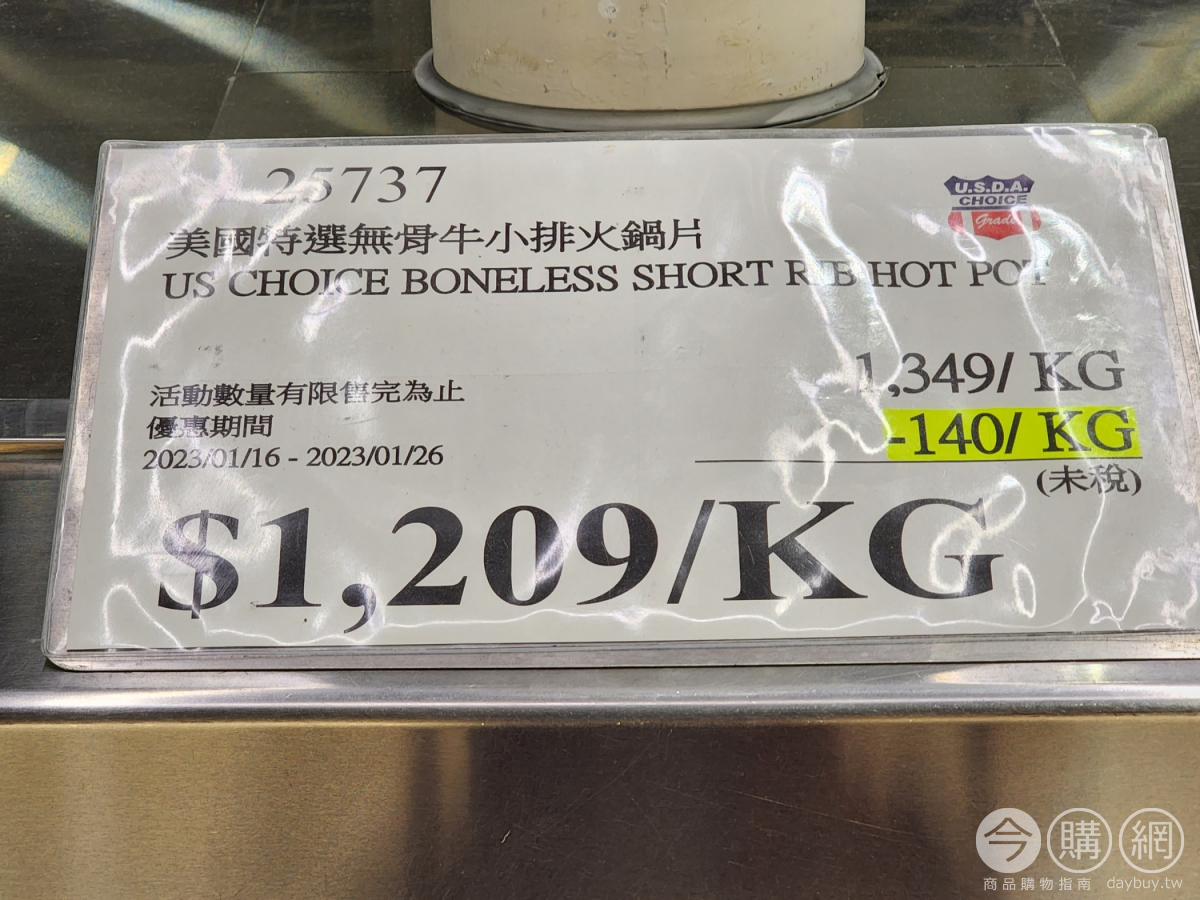 25737
U.S.D.A.
CHOICE
Grade
美國特選無骨牛小排火鍋片
US CHOICE BONELESS SHORT RIB HOT POT
1,349/ KG
活動數量有限售完為止
-140/ KG
優惠期間
2023/01/16 - 2023/01/26
(未稅)
$1,209/KG
今購網
商品購物指南 daybuy.tw